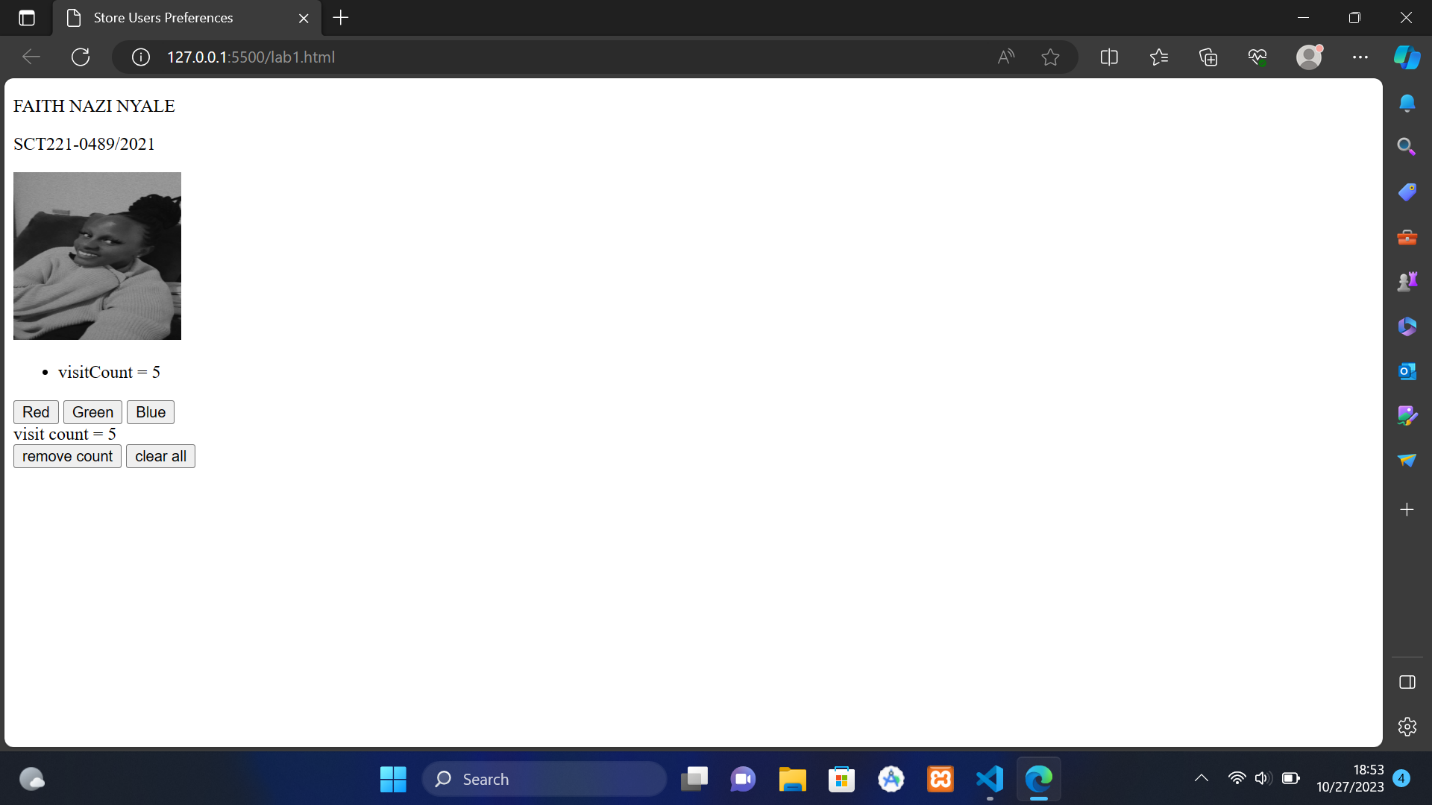 Store Users Preferences
127.0.0.1:5500/lab1.html
FAITH NAZI NYALE
SCT221-0489/2021
• visitCount = 5
Red Green Blue
visit count = 5
remove count clear all
Search
18:53
10/27/2023
4